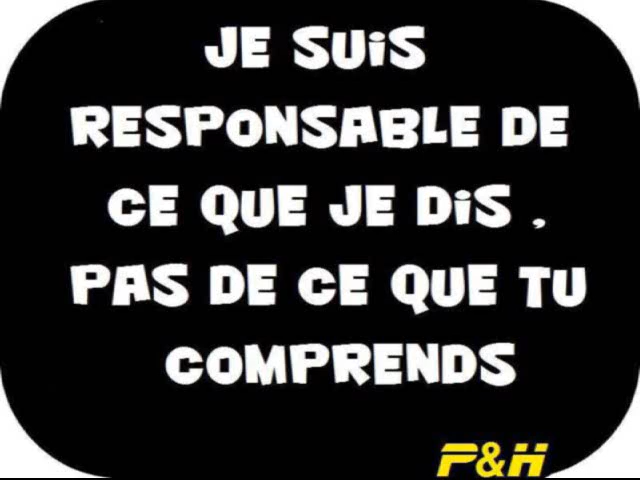 JE SUiS
RESPONSABLE DE
CE QUE JE DiS ,
PAS DE CE QUE TU
COMPRENDS
P&H